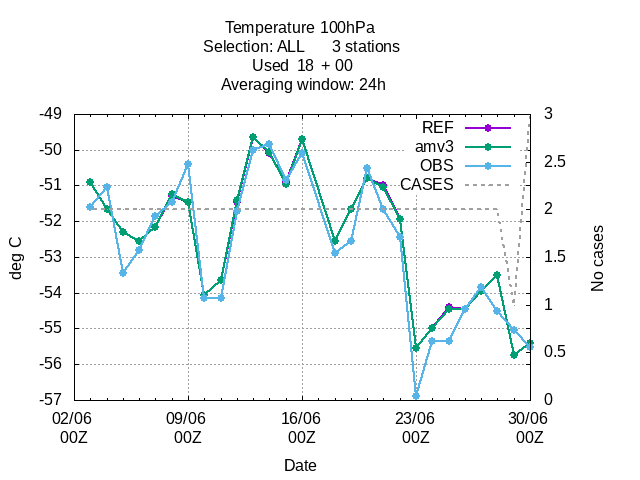 Temperature 100hPa
Selection: ALL 3 stations
Used 18 + 00
Averaging window: 24h
-49
-50
-51
-52
-53
-54
-55
-56
-57
deg C
3
2.5
2
1.5
1
0.5
0
No cases
REF
amv3
OBS
CASES
02/06 09/06 16/06 23/06 30/06
00Z 00Z 00Z 00Z 00Z
Date